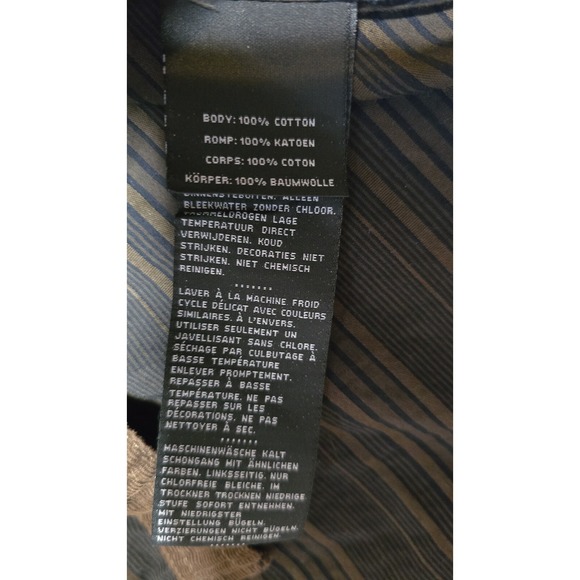 BODY: 100% COTTON
ROMP: 100% KATOEN
CORPS: 100% COTON
KÖRPER: 100% BAUMWOLLE
BINNENSTEBUITEN. ALLEEN
BLEEKWATER ZONDER CHLOOR.
TROMMELDROGEN LAGE
TEMPERATUUR DIRECT
VERWIJDEREN. KOUD
STRIJKEN. DECORATIES NIET
STRIJKEN. NIET CHEMISCH
REINIGEN.
LAVER À LA MACHINE FROID
CYCLE DÉLICAT AVEC COULEURS
SIMILAIRES. À L'ENVERS.
UTILISER SEULEMENT UN
JAVELLISANT SANS CHLORE.
SÉCHAGE PAR CULBUTAGE À
BASSE TEMPÉRATURE
ENLEVER PROMPTEMENT.
REPASSER À BASSE
TEMPÉRATURE. NE PAS
REPASSER SUR LES
DÉCORATIONS. NE PAS
NETTOYER À SEC.
MASCHINENWÄSCHE KALT
SCHONGANG MIT ÄHNLICHEN
FARBEN. LINKSSEITIG. NUR
CHLORFREIE BLEICHE. IM
TROCKNER TROCKNEN NIEDRIGE
STUFE SOFORT ENTNEHMEN.
MIT NIEDRIGSTER
EINSTELLUNG BÜGELN.
VERZIERUNGEN NICHT BÜGELN.
NICHT CHEMISCH REINIGEN.